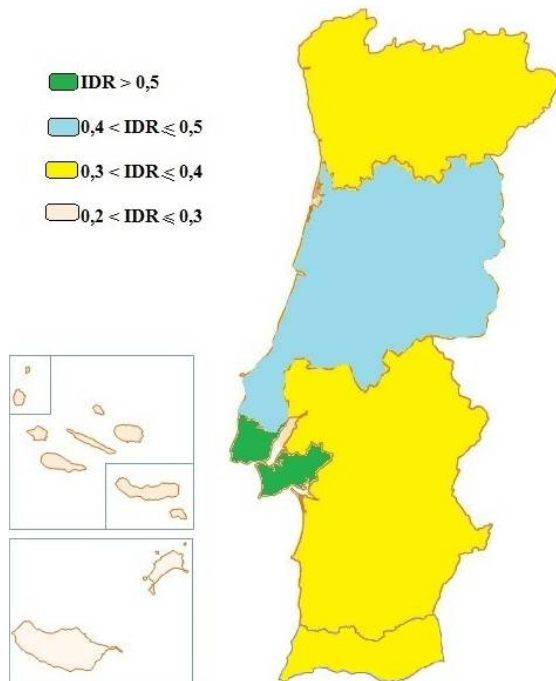 IDR > 0,5
0,4 < IDR ⩽ 0,5
0,3 < IDR ⩽ 0,4
0,2 < IDR ⩽ 0,3